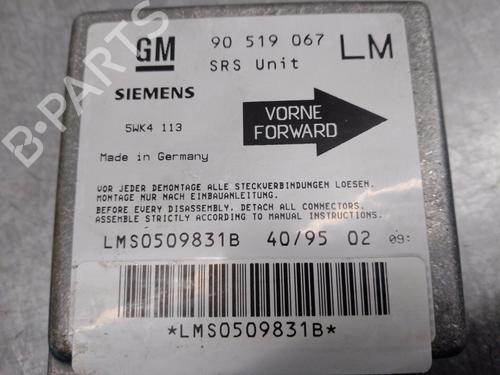 GM 90 519 067 LM
SRS Unit
SIEMENS
VORNE
FORWARD
5WK4 113
Made in Germany
VOR JEDER DEMONTAGE ALLE STECKVERBINDUNGEN LOESEN.
MONTAGE NUR NACH EINBAUANLEITUNG.
BEFORE EVERY DISASSEMBLY, DETACH ALL CONNECTORS.
ASSEMBLE STRICTLY ACCORDING TO MANUAL INSTRUCTIONS.
LMS0509831B 40/95 02 09:
*LMS0509831B*
B-PARTS